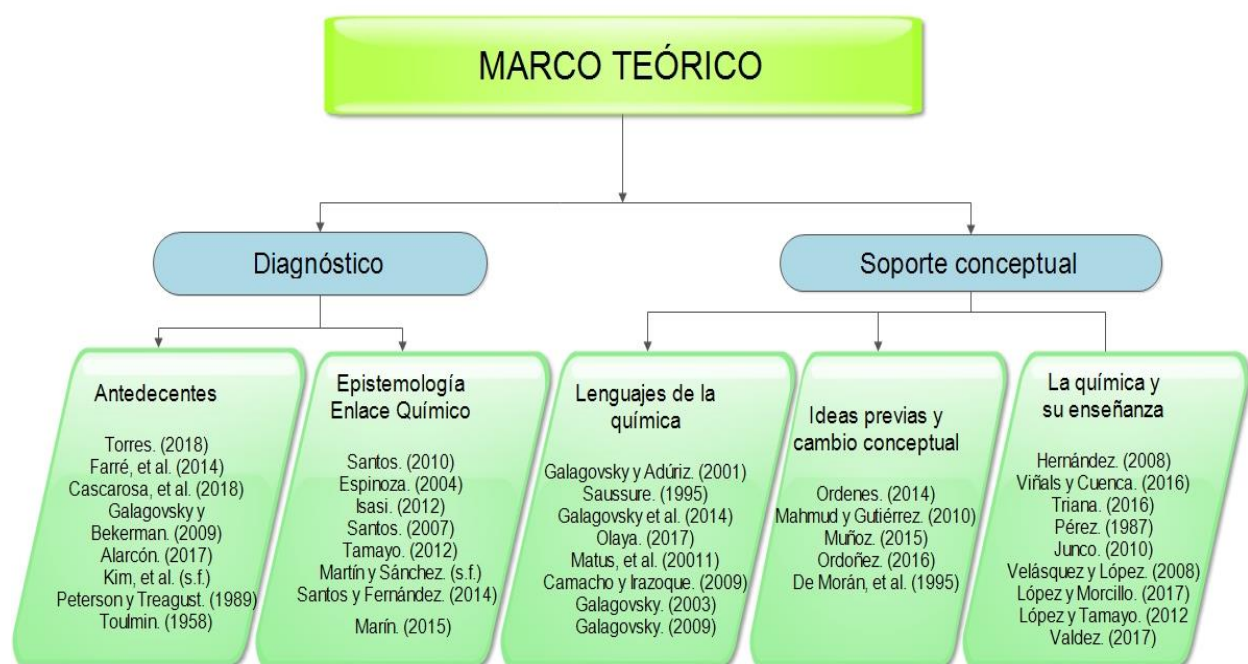 MARCO TEÓRICO
Diagnóstico
Soporte conceptual
Antedecentes
Torres. (2018)
Farré, et al. (2014)
Cascarosa, et al. (2018)
Galagovsky y
Bekerman. (2009)
Alarcón. (2017)
Kim, et al. (s.f.)
Peterson y Treagust. (1989)
Toulmin. (1958)
Epistemología
Enlace Químico
Santos. (2010)
Espinoza. (2004)
Isasi. (2012)
Santos. (2007)
Tamayo. (2012)
Martín y Sánchez. (s.f.)
Santos y Fernández. (2014)
Marín. (2015)
Lenguajes de la
química
Galagovsky y Adúriz. (2001)
Saussure. (1995)
Galagovsky et al. (2014)
Olaya. (2017)
Matus, et al. (20011)
Camacho y Irazoque. (2009)
Galagovsky. (2003)
Galagovsky. (2009)
Ideas previas y
cambio conceptual
Ordenes. (2014)
Mahmud y Gutiérrez. (2010)
Muñoz. (2015)
Ordoñez. (2016)
De Morán, et al. (1995)
La química y
su enseñanza
Hernández. (2008)
Viñals y Cuenca. (2016)
Triana. (2016)
Pérez. (1987)
Junco. (2010)
Velásquez y López. (2008)
López y Morcillo. (2017)
López y Tamayo. (2012
Valdez. (2017)